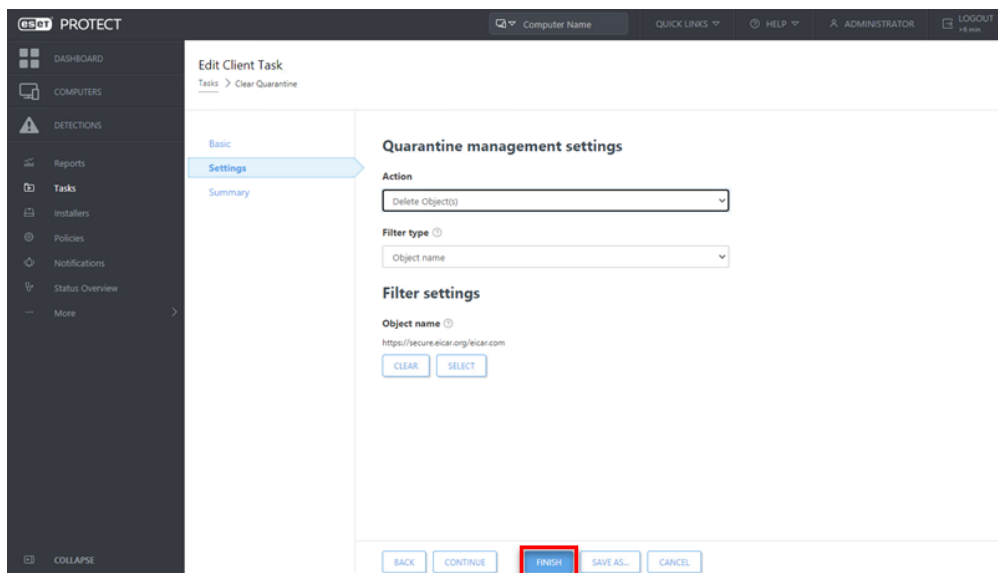 eset PROTECT
Computer Name
QUICK LINKS
HELP
ADMINISTRATOR
LOGOUT
>6 min
DASHBOARD
COMPUTERS
DETECTIONS
Reports
Tasks
Installers
Policies
Notifications
Status Overview
More
COLLAPSE
Edit Client Task
Tasks > Clear Quarantine
Basic
Settings
Summary
Quarantine management settings
Action
Delete Object(s)
Filter type
Object name
Filter settings
Object name
https://secure.eicar.org/eicar.com
CLEAR SELECT
BACK CONTINUE FINISH SAVE AS... CANCEL